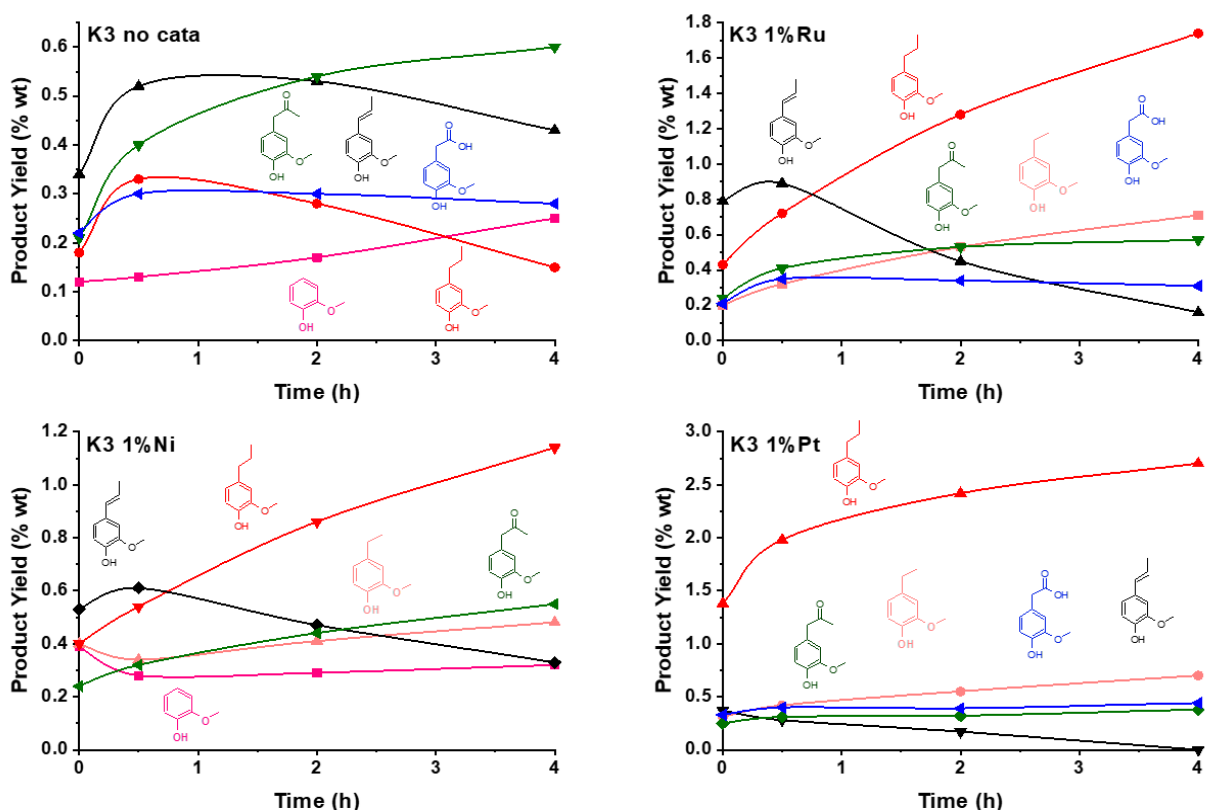 K3 no cata
Product Yield (% wt)
0.6
0.5
0.4
0.3
0.2
0.1
0.0
0 1 2 3 4
Time (h)
O
O
OH
O
OH
O
OH
O
OH
O
OH
O
OH
K3 1%Ru
Product Yield (% wt)
1.8
1.6
1.4
1.2
1.0
0.8
0.6
0.4
0.2
0.0
0 1 2 3 4
Time (h)
O
OH
O
OH
O
O
OH
O
OH
O
OH
O
OH
K3 1%Ni
Product Yield (% wt)
1.2
1.0
0.8
0.6
0.4
0.2
0.0
0 1 2 3 4
Time (h)
O
OH
O
OH
O
OH
O
O
OH
O
OH
K3 1%Pt
Product Yield (% wt)
3.0
2.5
2.0
1.5
1.0
0.5
0.0
0 1 2 3 4
Time (h)
O
OH
O
O
OH
O
OH
O
OH
O
OH
O
OH